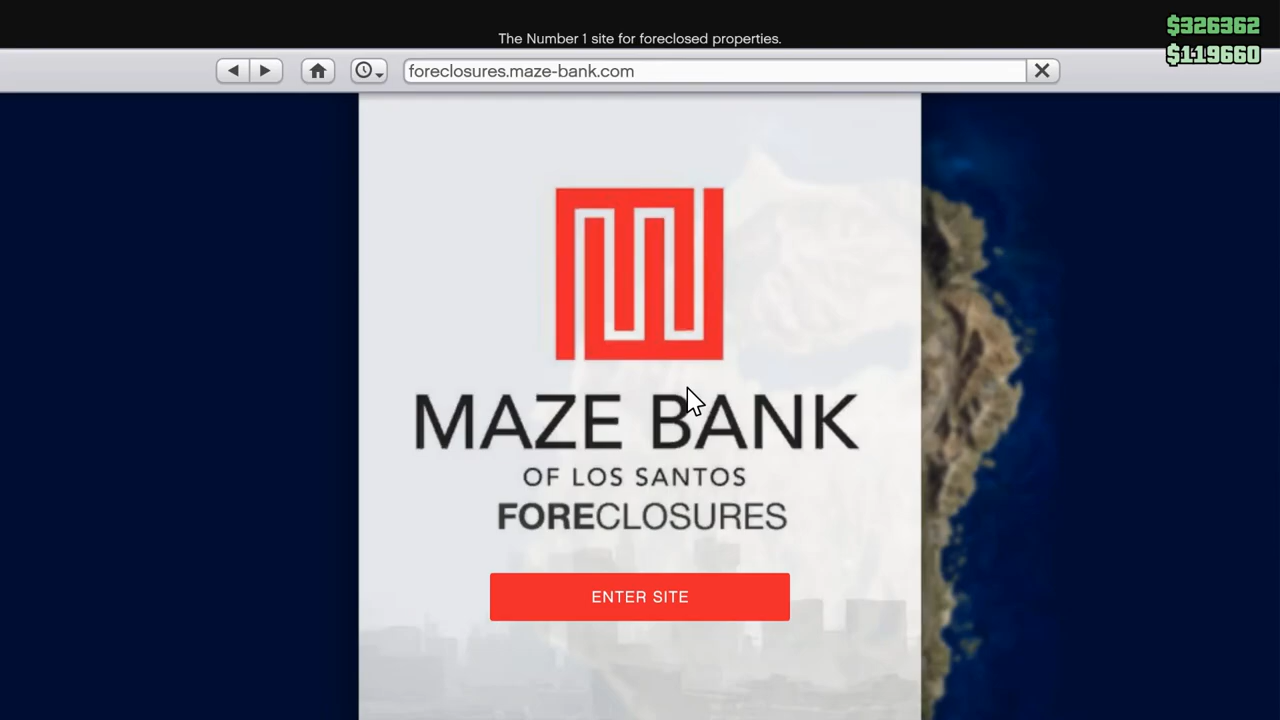 The Number 1 site for foreclosed properties.
$326362
$119660
foreclosures.maze-bank.com
MAZE BANK
OF LOS SANTOS
FORECLOSURES
ENTER SITE